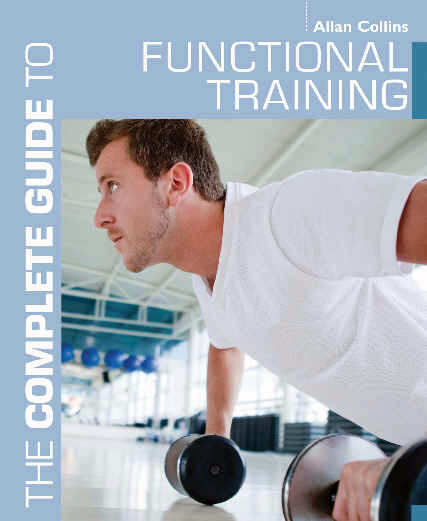 Allan Collins
THE COMPLETE GUIDE TO
FUNCTIONAL
TRAINING